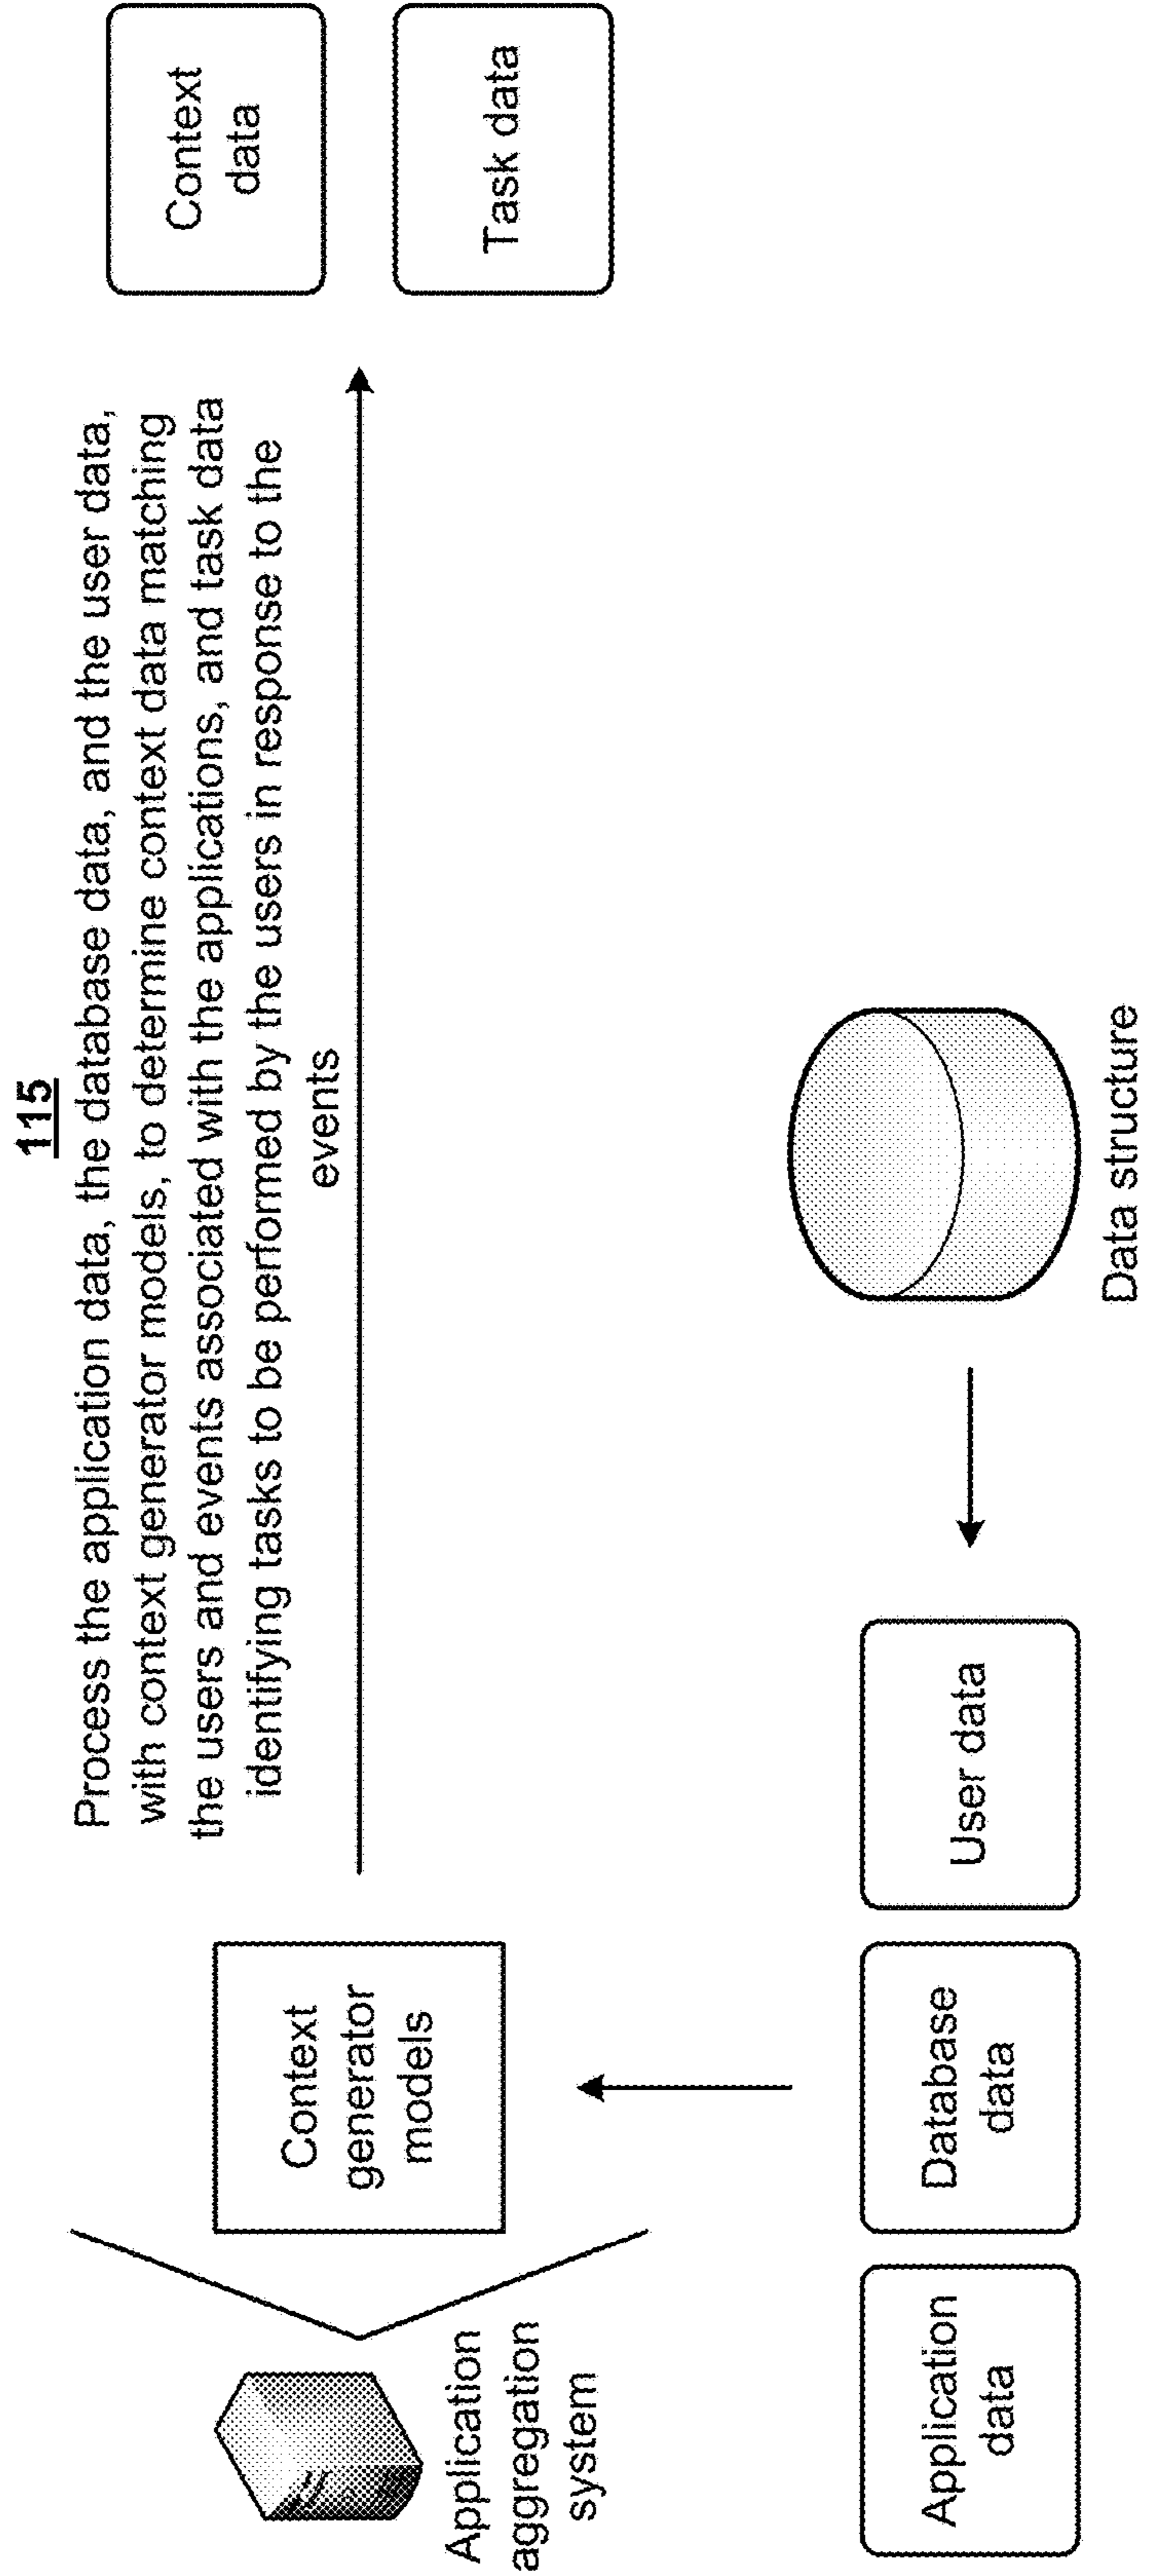 115
Process the application data, the database data, and the user data,
with context generator models, to determine context data matching
the users and events associated with the applications, and task data
identifying tasks to be performed by the users in response to the
events
Context
data
Task data
Context
generator
models
Application
aggregation
system
Application
data
Database
data
User data
Data structure